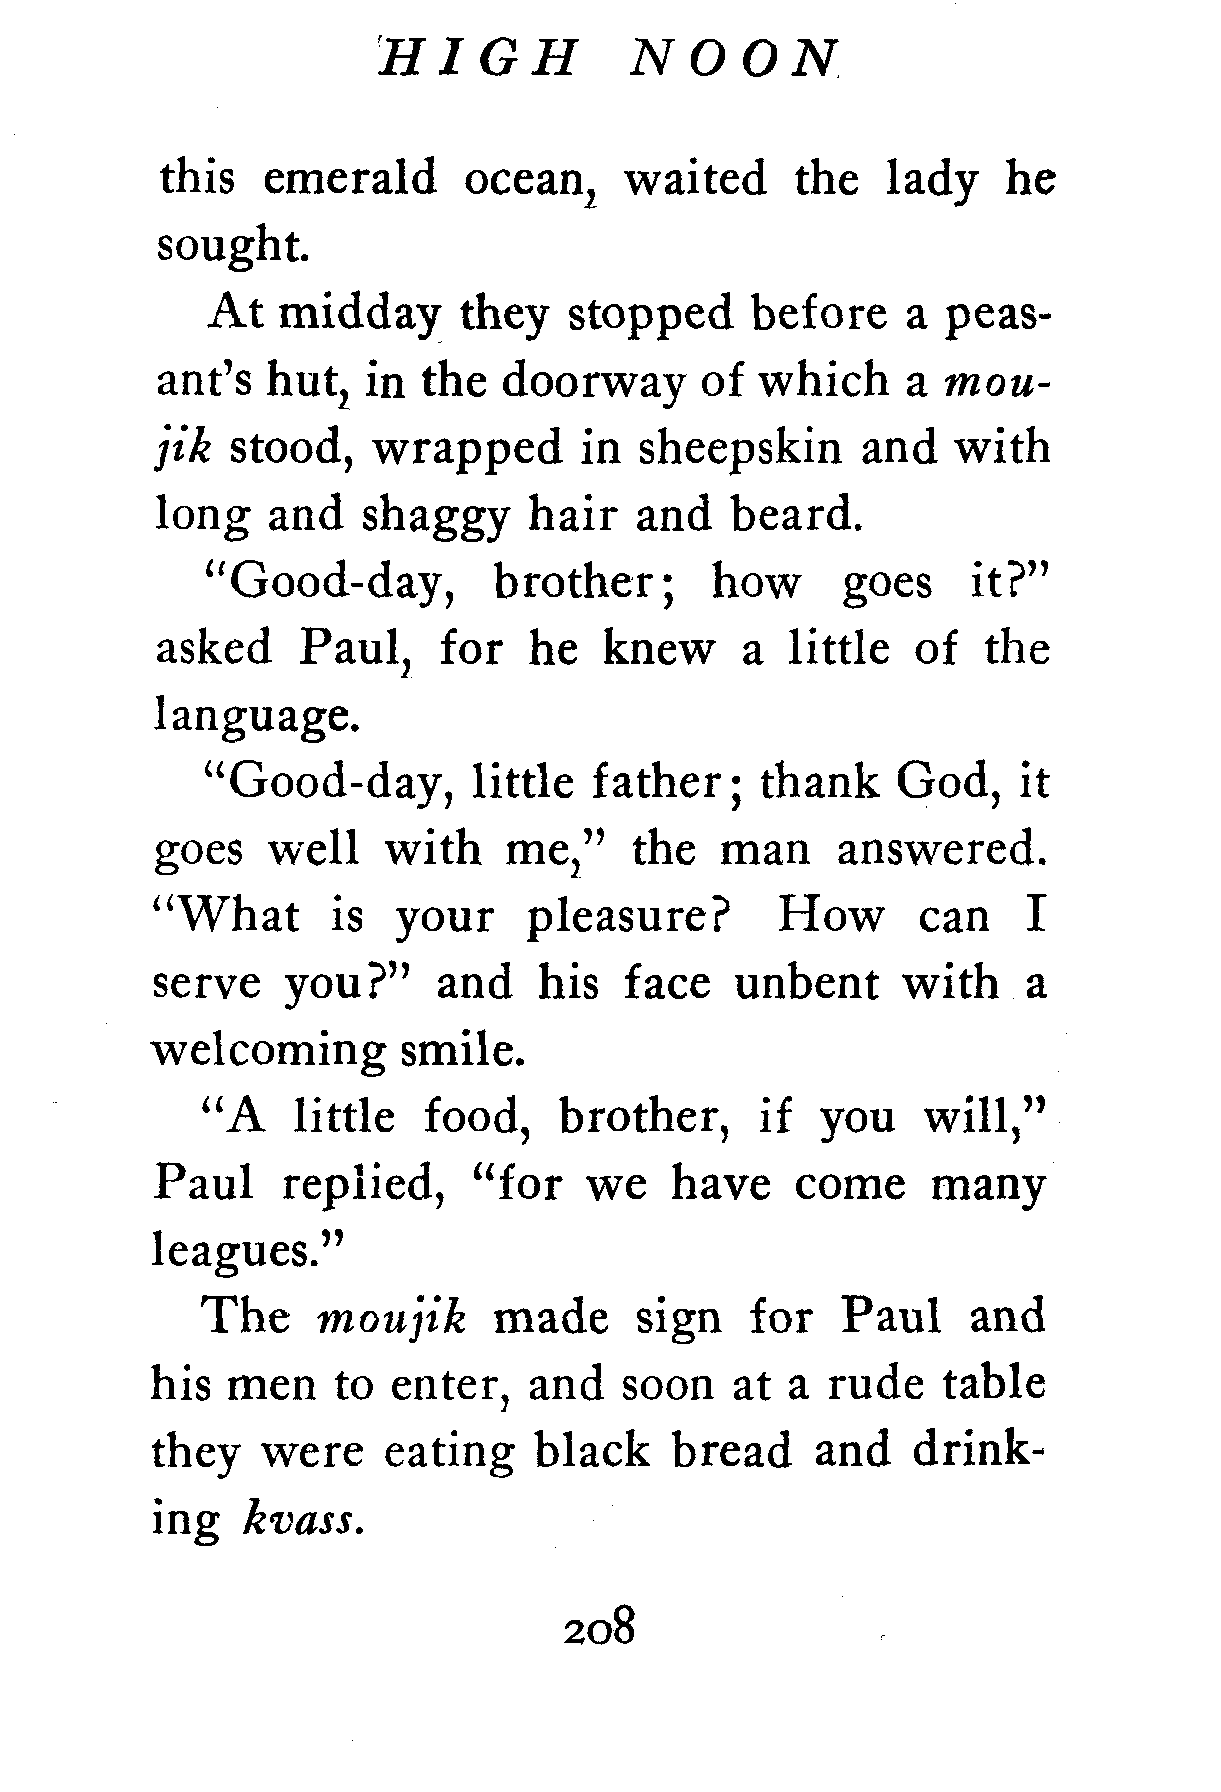 HIGH NOON
this emerald ocean, waited the lady he
sought.
At midday they stopped before a peas-
ant's hut, in the doorway of which a mou-
jik stood, wrapped in sheepskin and with
long and shaggy hair and beard.
"Good-day, brother; how goes it?"
asked Paul, for he knew a little of the
language.
"Good-day, little father; thank God, it
goes well with me," the man answered.
"What is your pleasure? How can I
serve you?" and his face unbent with a
welcoming smile.
"A little food, brother, if you will,"
Paul replied, "for we have come many
leagues."
The moujik made sign for Paul and
his men to enter, and soon at a rude table
they were eating black bread and drink-
ing kvass.
208